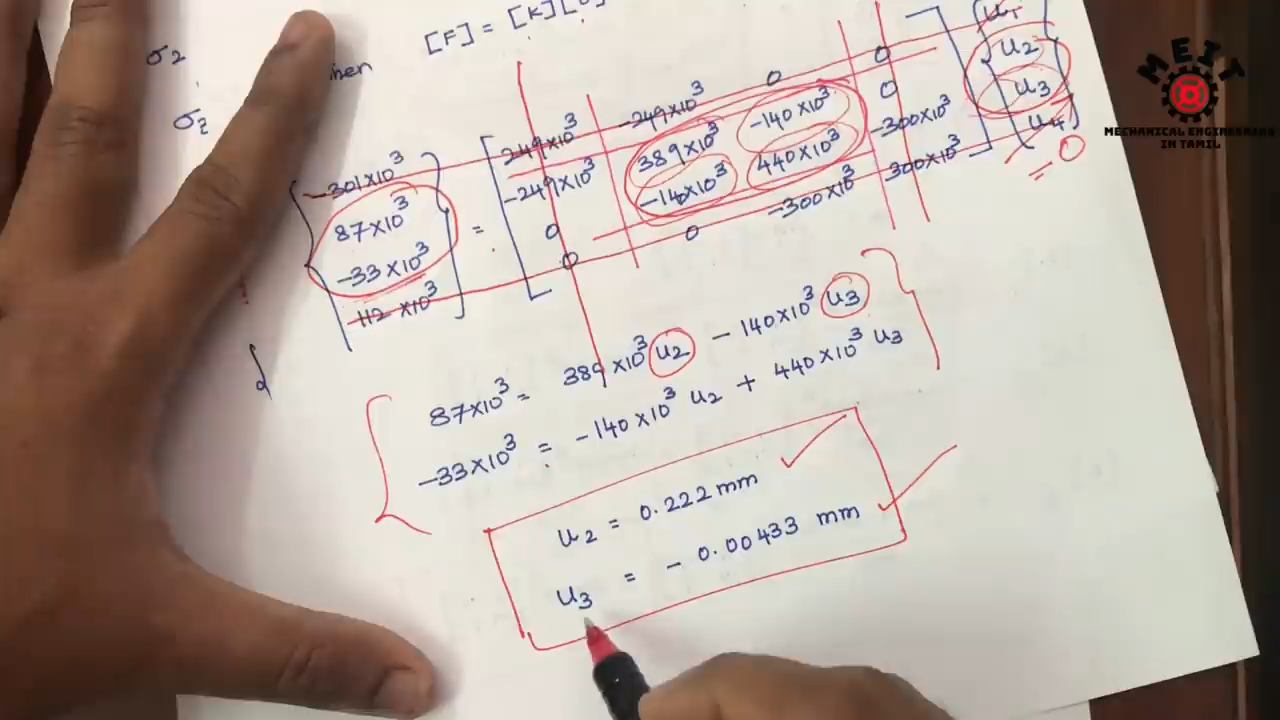 [F] = [K][
σ2
hen
σ2
-301×10³ 249×10³ -249×10³ 0 0 u1
87×10³ = -249×10³ 389×10³ -140×10³ 0 u2
-33×10³ 0 -140×10³ 440×10³ -300×10³ u3
112×10³ 0 0 -300×10³ 300×10³ u4
= 0
87×10³ = 389×10³ u2 - 140×10³ u3
-33×10³ = -140×10³ u2 + 440×10³ u3
u2 = 0.222 mm
u3 = -0.00433 mm
MEIT
MECHANICAL ENGINEERING
IN TAMIL